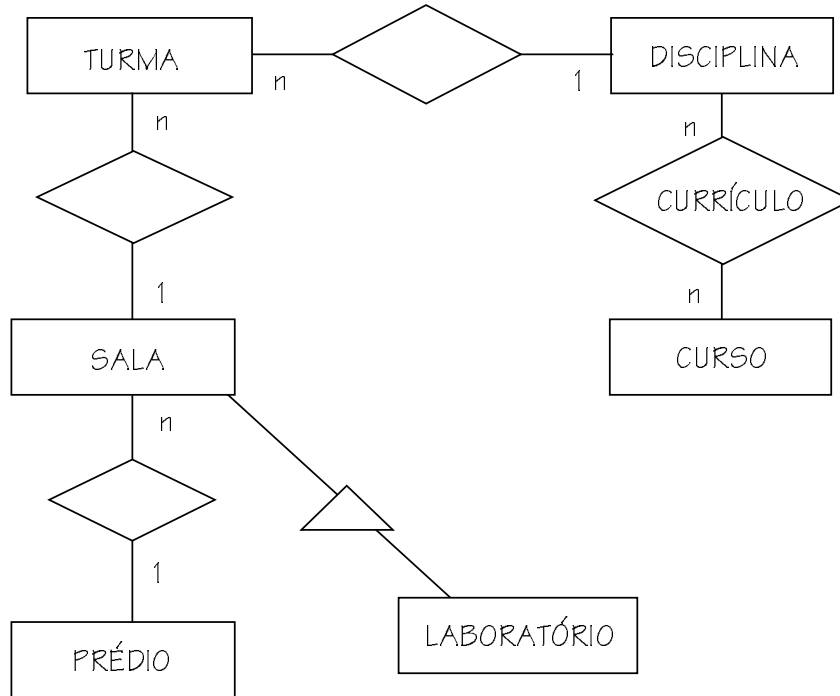 TURMA
n
1
DISCIPLINA
n
n
CURRÍCULO
1
n
SALA
CURSO
n
1
PRÉDIO
LABORATÓRIO